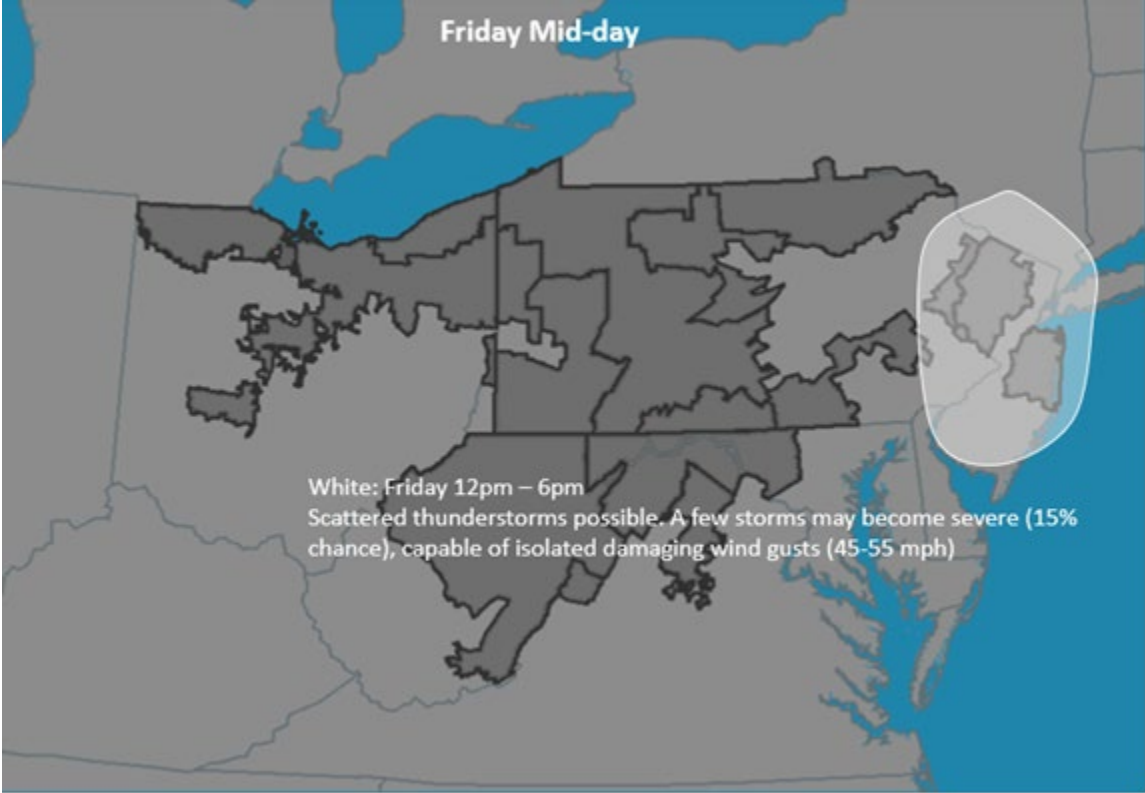 Friday Mid-day
White: Friday 12pm – 6pm
Scattered thunderstorms possible. A few storms may become severe (15%
chance), capable of isolated damaging wind gusts (45-55 mph)